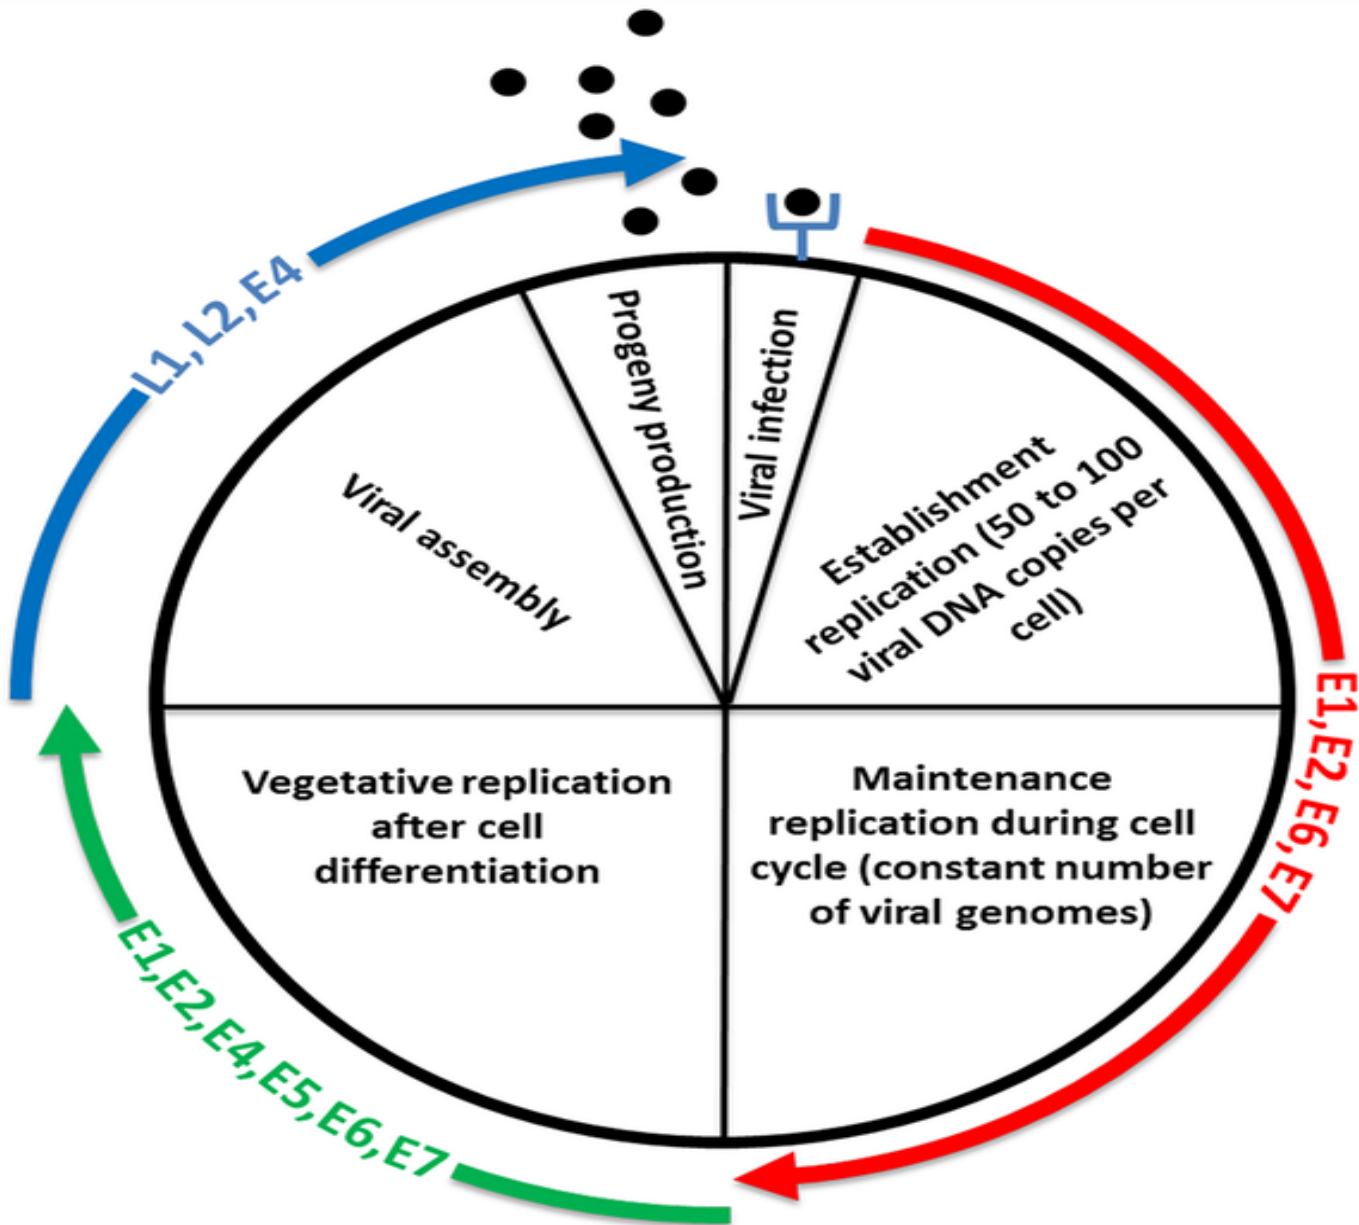 L1,L2,E4
Progeny
production
Viral infection
Viral assembly
Establishment
replication (50 to 100
viral DNA copies per
cell)
E1,E2,E6,E7
Vegetative replication
after cell
differentiation
Maintenance
replication during cell
cycle (constant number
of viral genomes)
E1,E2,E4,E5,E6,E7